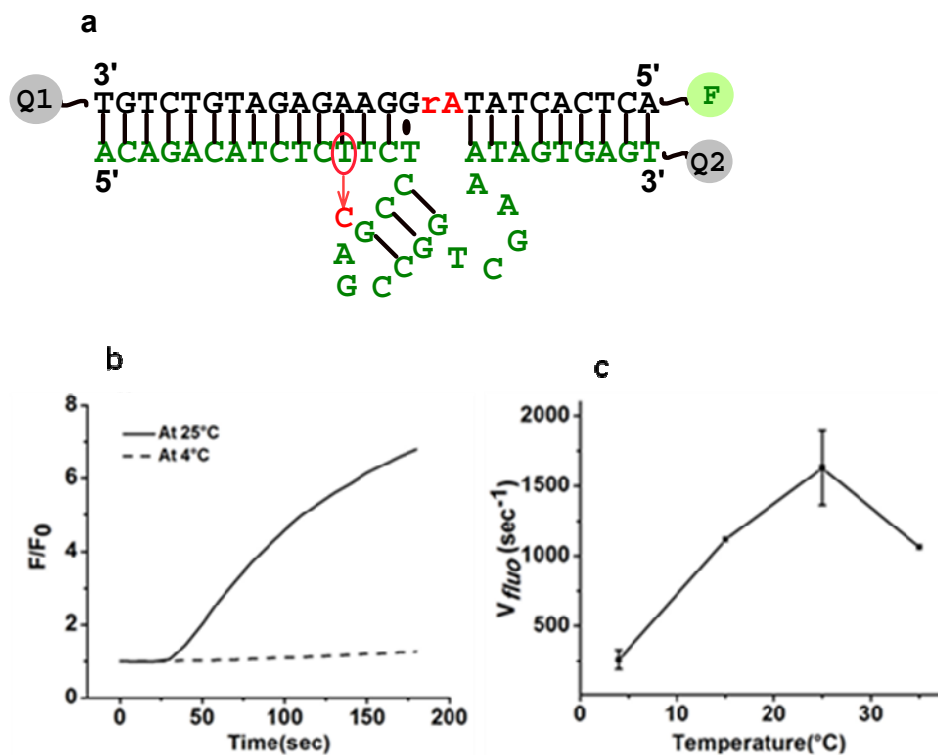 a
3' 5'
Q1 TGTCTGTAGAGAAGGrATATCACTCA F
ACAGACATCTCTTCT ATAGTGAGT Q2
5' 3'
C A
C C G A
C G G G
A C G T C
G C
b
8
6
4
2
0
F/F0
At 25°C
At 4°C
0 50 100 150 200
Time(sec)
c
2000
1500
1000
500
Vfluo(sec-1)
0 10 20 30
Temperature(°C)